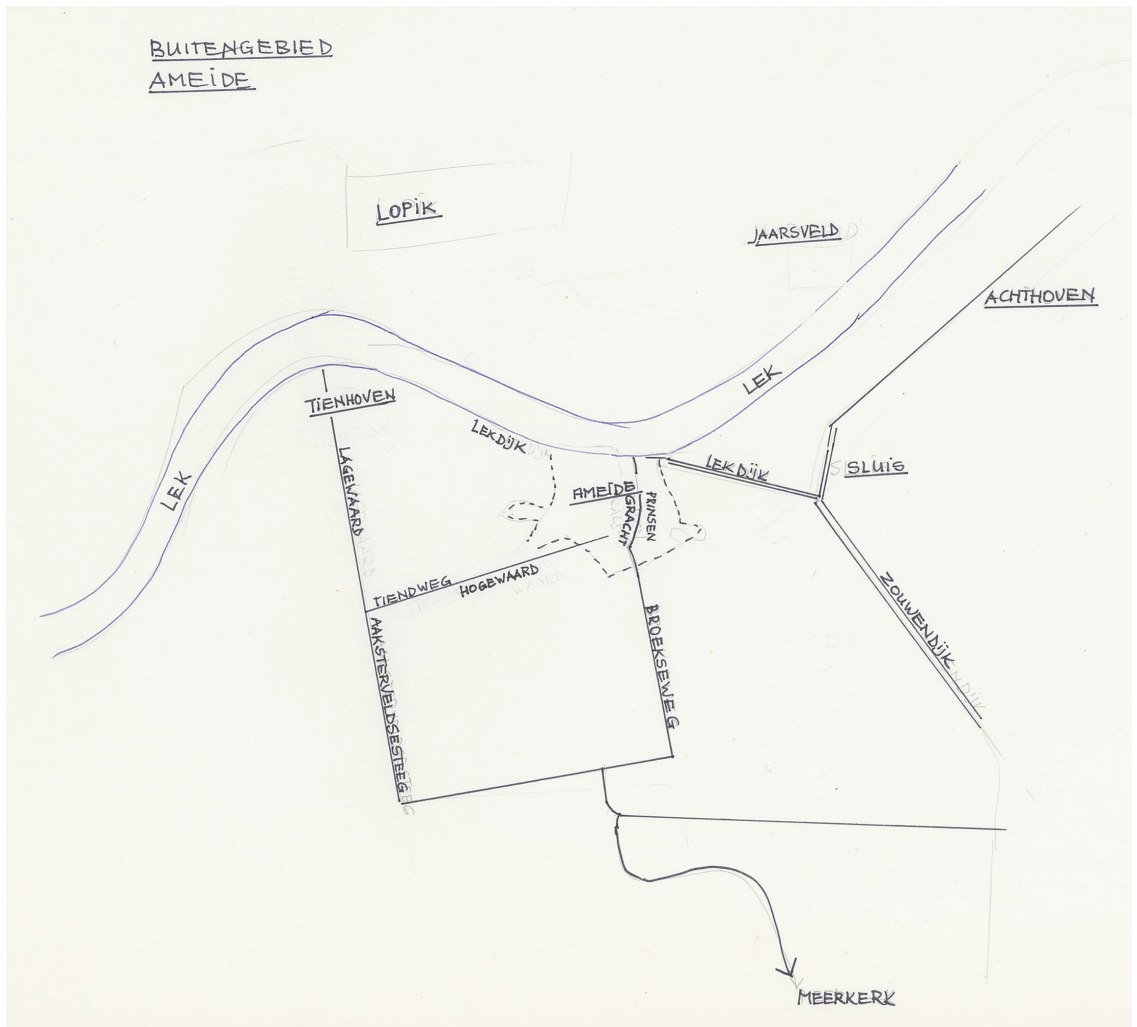 BUITENGEBIED
AMEIDE
LOPIK
JAARSVELD
ACHTHOVEN
LEK
TIENHOVEN
LEKDIJK
LEKDIJK
SLUIS
LEK
LAGEWAARD
AMEIDE
PRINSEN
GRACHT
TIENDWEG
HOGEWAARD
ZOUWENDIJK
BROEKSEWEG
AAKSTERVELDSESTEEG
MEERKERK